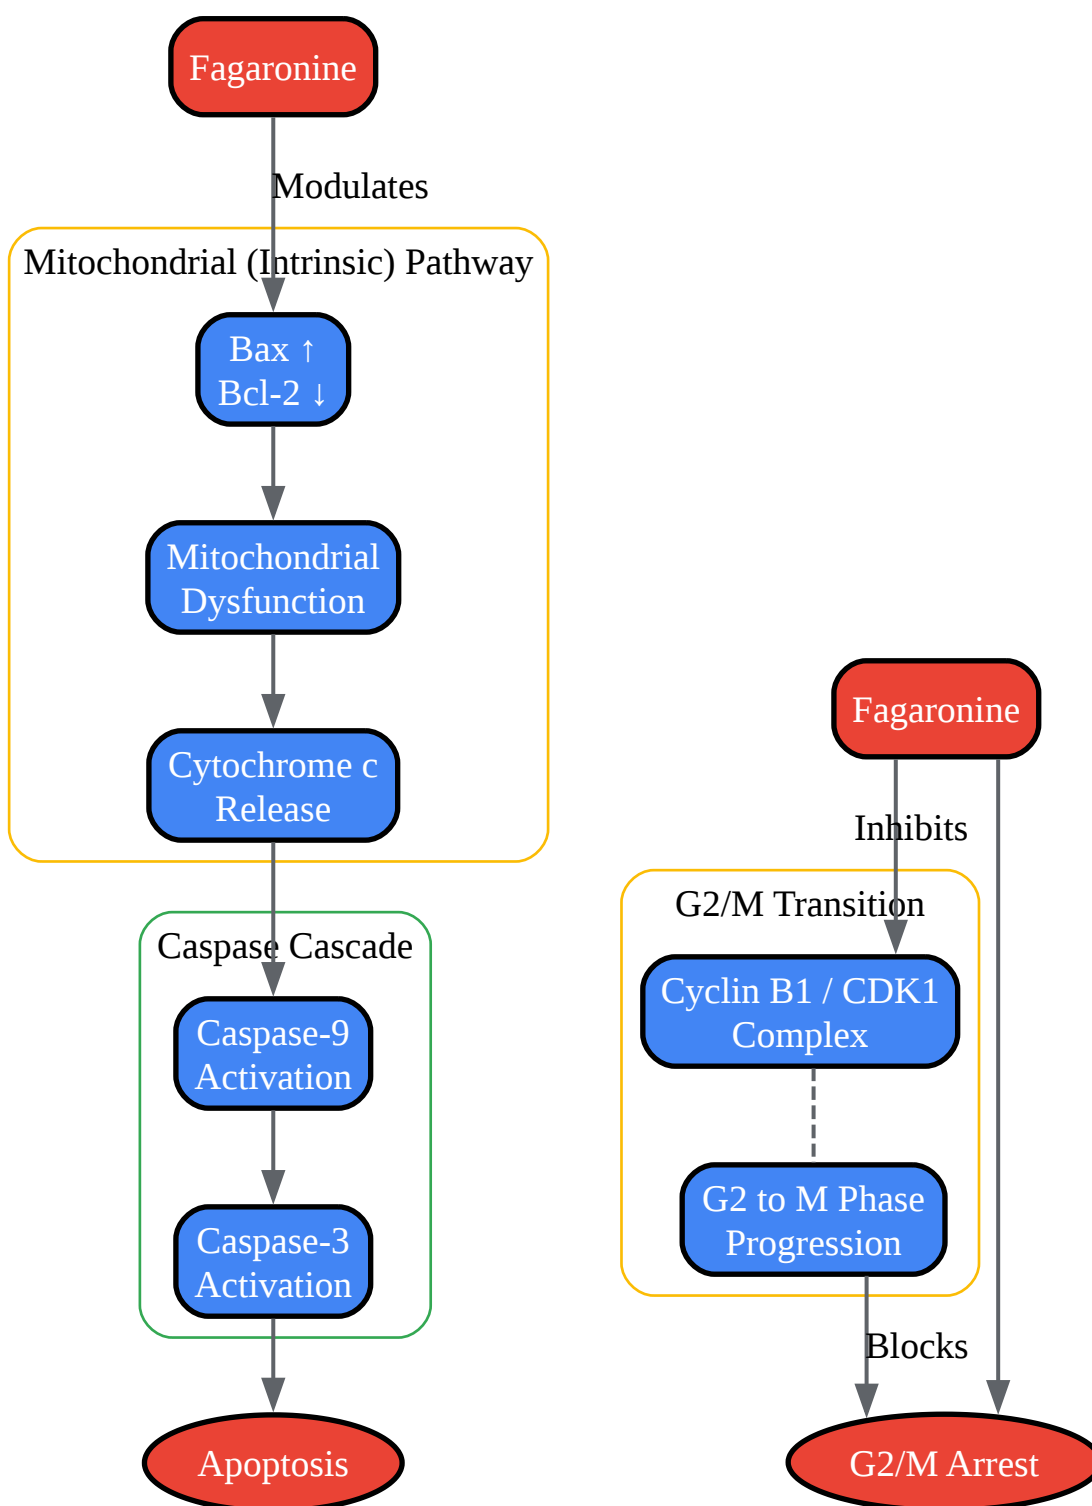 Fagaronine
Modulates
Mitochondrial (Intrinsic) Pathway
Bax ↑
Bcl-2 ↓
Mitochondrial
Dysfunction
Cytochrome c
Release
Caspase Cascade
Caspase-9
Activation
Caspase-3
Activation
Apoptosis
Fagaronine
Inhibits
G2/M Transition
Cyclin B1 / CDK1
Complex
G2 to M Phase
Progression
Blocks
G2/M Arrest